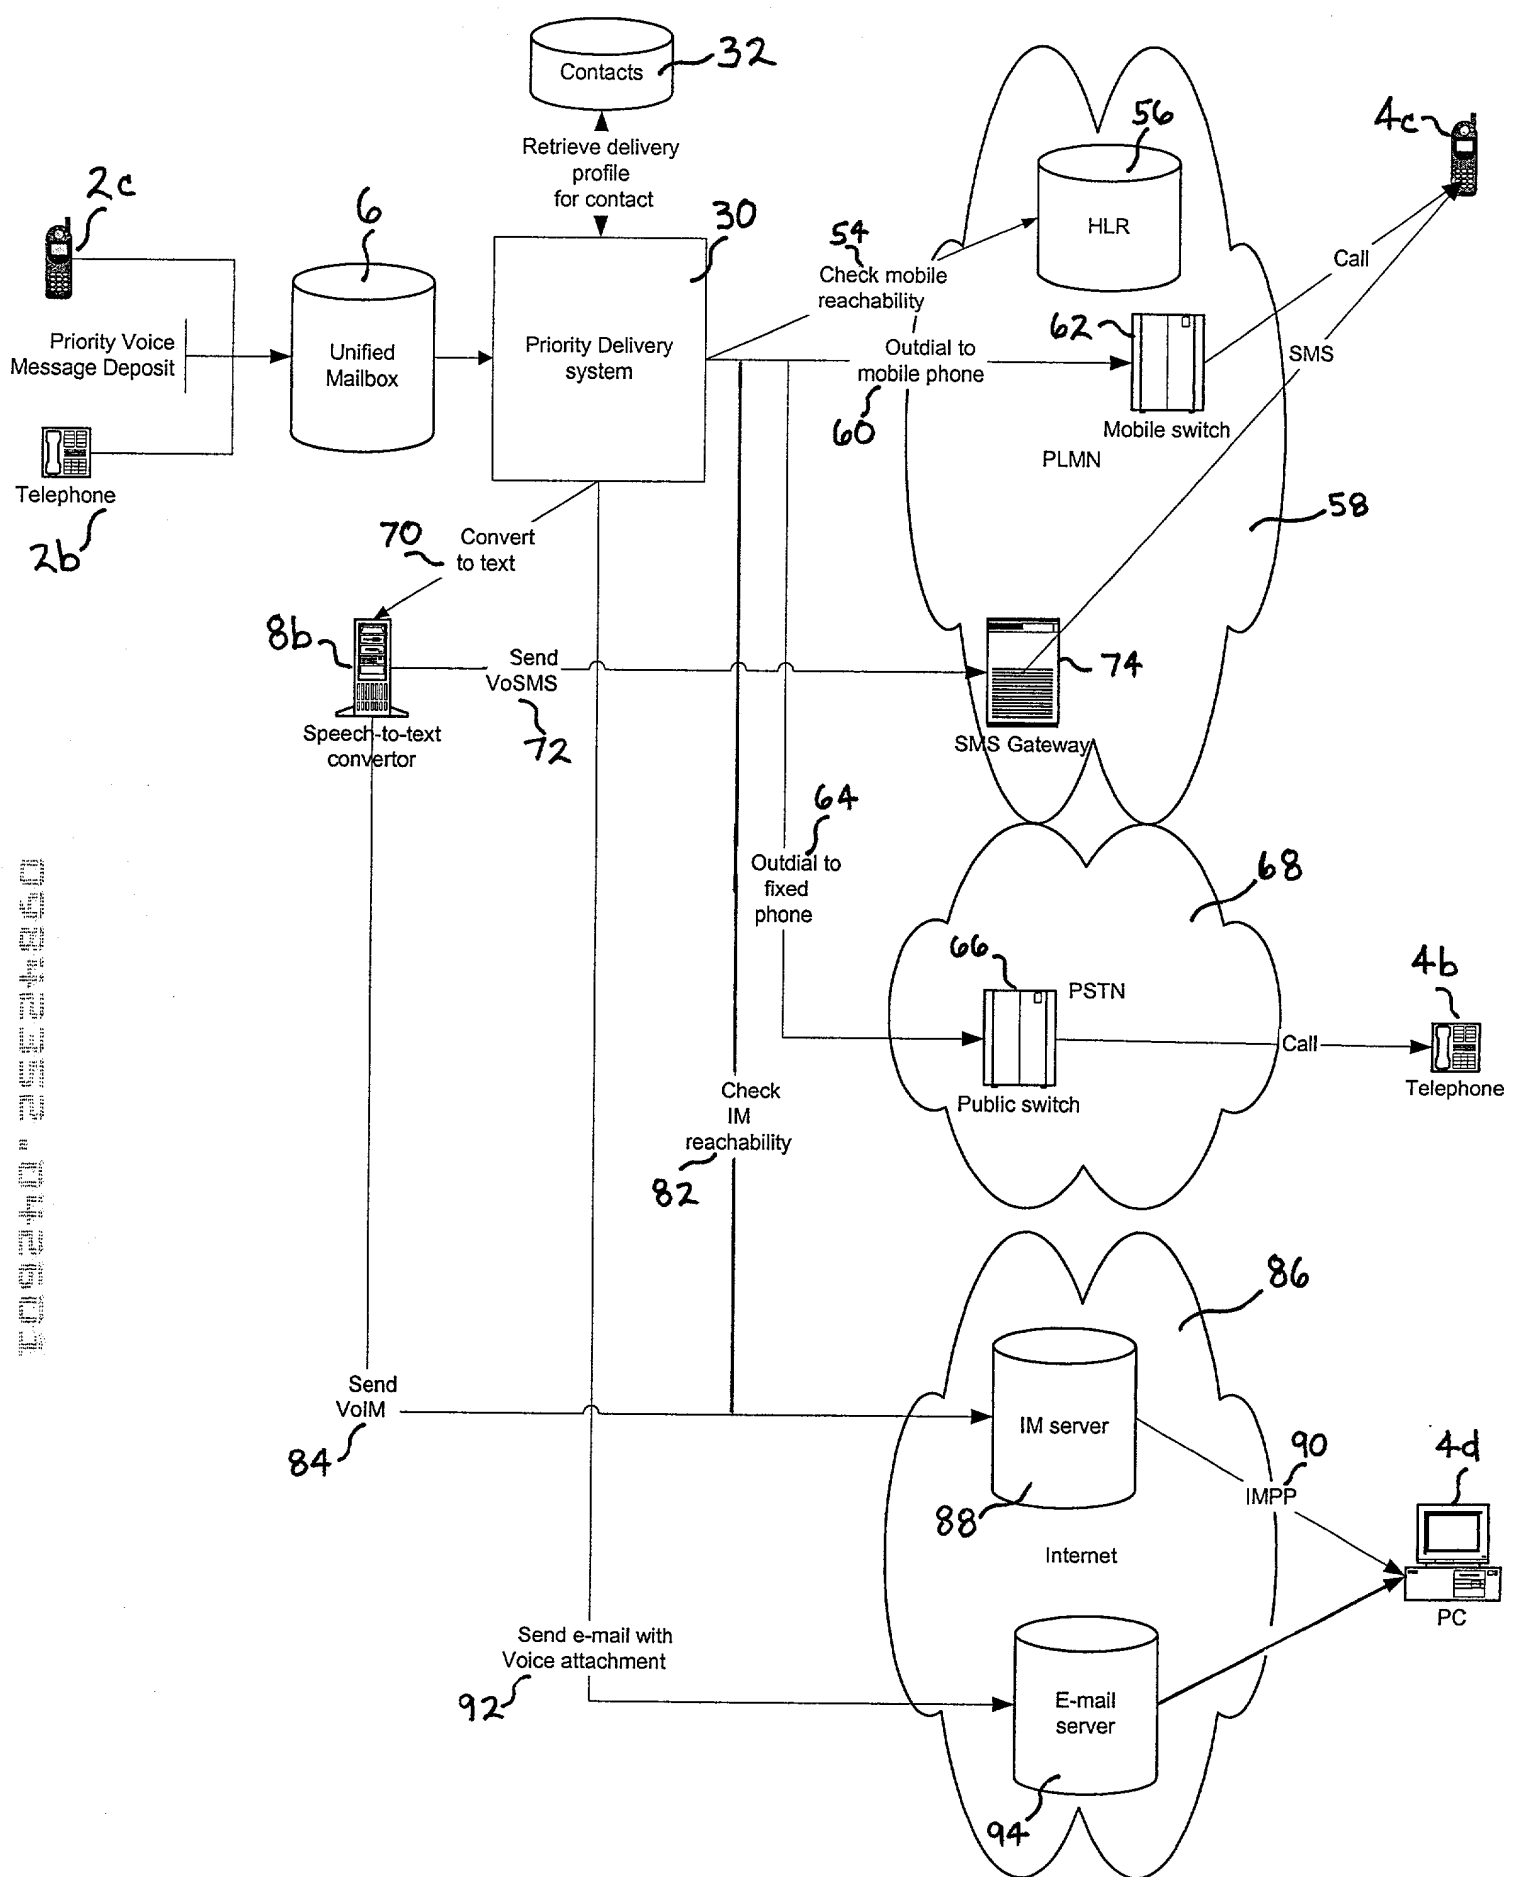 32
Contacts
Retrieve delivery
profile
for contact
2c
6
30
56
4c
54
HLR
Check mobile
reachability
Call
Priority Voice
Message Deposit
Unified
Mailbox
Priority Delivery
system
62
Outdial to
mobile phone
60
SMS
Mobile switch
PLMN
Telephone
2b
58
70
Convert
to text
8b
Send
VoSMS
72
74
Speech-to-text
convertor
SMS Gateway
64
Outdial to
fixed
phone
68
66
PSTN
4b
Call
Public switch
Telephone
Check
IM
reachability
82
86
Send
VoIM
84
IM server
90
4d
IMPP
88
Internet
PC
Send e-mail with
Voice attachment
92
E-mail
server
94